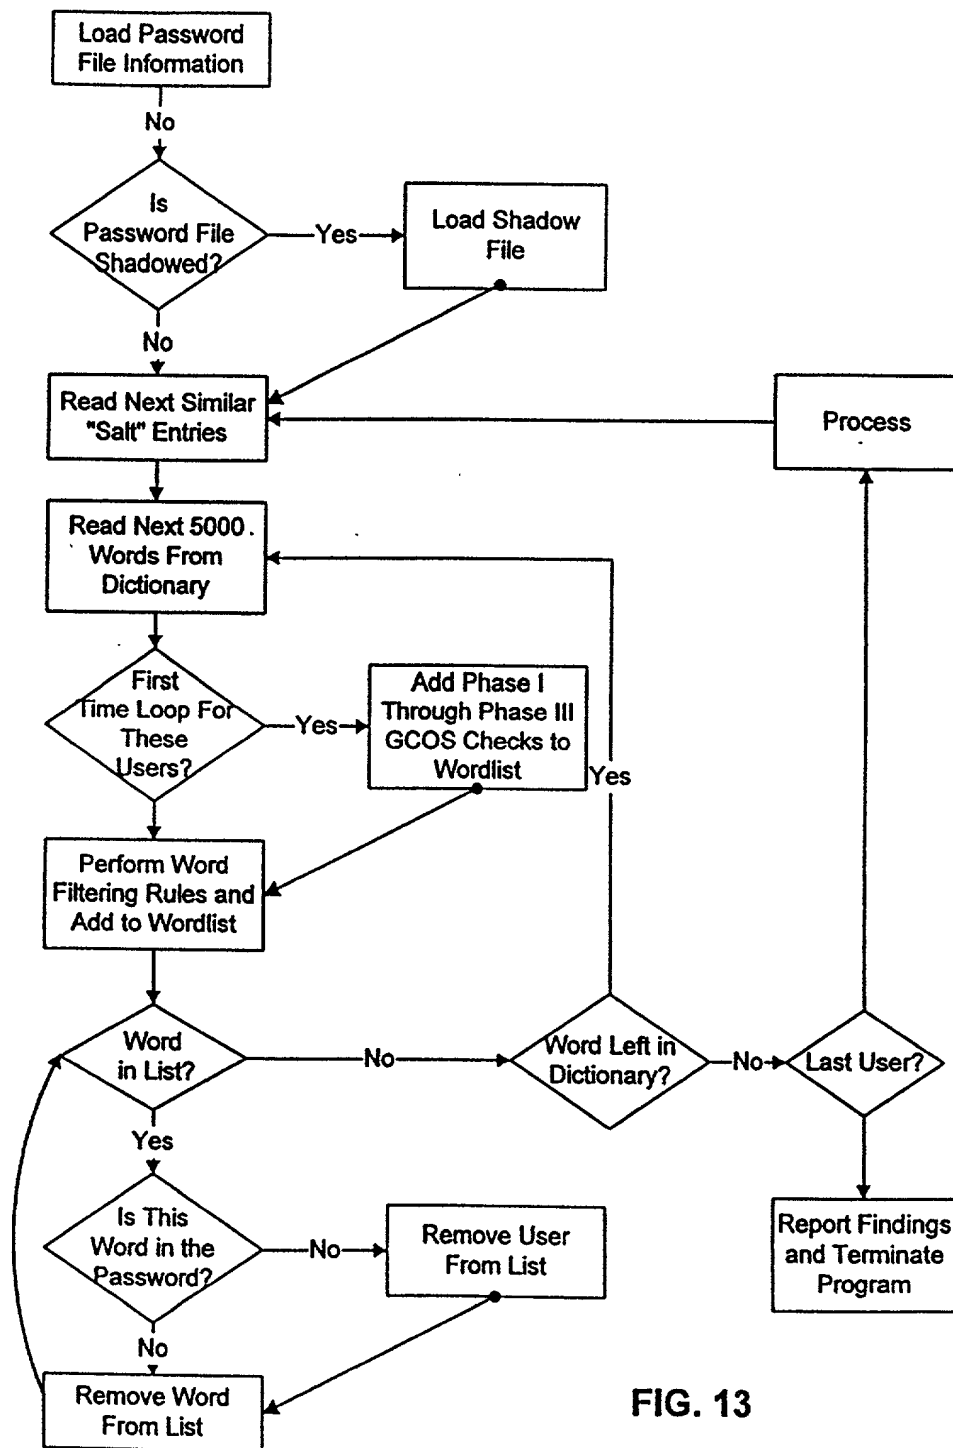 Load Password
File Information
No
Is
Password File
Shadowed?
Yes
Load Shadow
File
No
Read Next Similar
"Salt" Entries
Process
Read Next 5000
Words From
Dictionary
First
Time Loop For
These
Users?
Yes
Add Phase I
Through Phase III
GCOS Checks to
Wordlist
Yes
Perform Word
Filtering Rules and
Add to Wordlist
Word
in List?
No
Word Left in
Dictionary?
No
Last User?
Yes
Is This
Word in the
Password?
No
Remove User
From List
Report Findings
and Terminate
Program
No
Remove Word
From List
FIG. 13